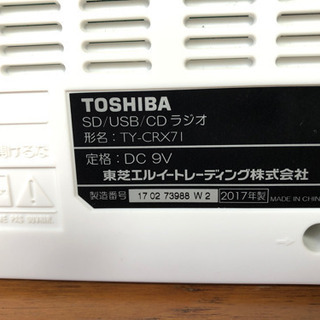 TOSHIBA
SD/USB/CDラジオ
形名：TY-CRX71
定格：DC 9V
東芝エルイートレーディング株式会社
製造番号 17 02 73988 W 2 2017年製 MADE IN CHINA